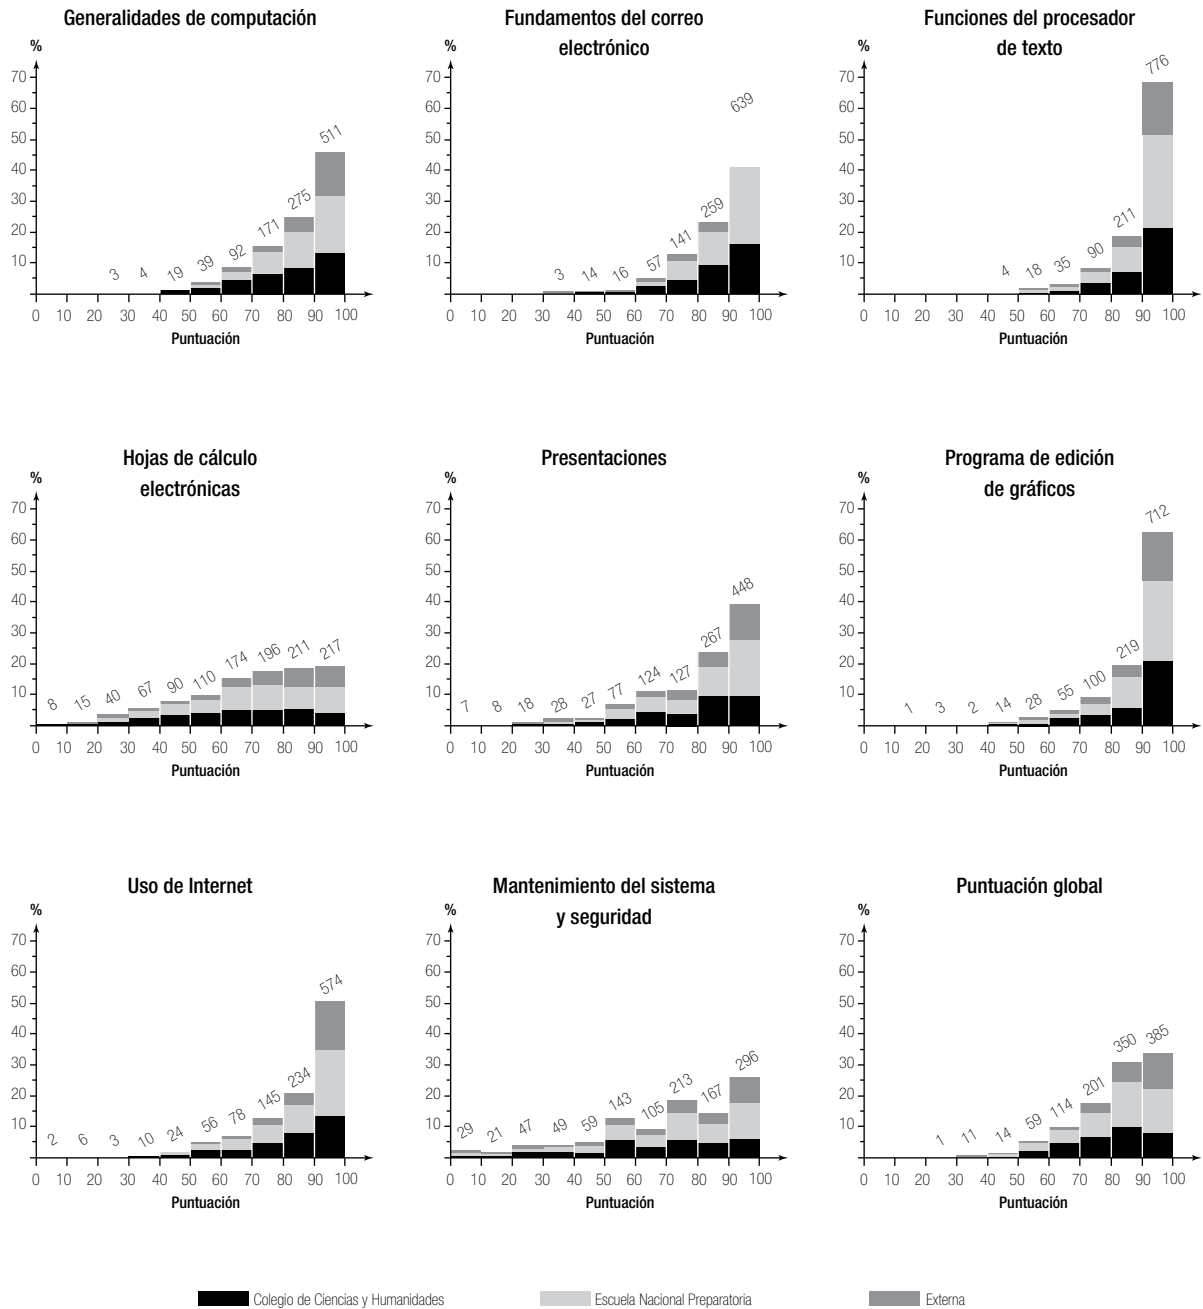 Generalidades de computación
%
70
60
50
40
30
20
10
3 4 19 39 92 171 275 511
0 10 20 30 40 50 60 70 80 90 100
Puntuación
Fundamentos del correo
electrónico
%
70
60
50
40
30
20
10
3 14 16 57 141 259 639
0 10 20 30 40 50 60 70 80 90 100
Puntuación
Funciones del procesador
de texto
%
70
60
50
40
30
20
10
4 18 35 90 211 776
0 10 20 30 40 50 60 70 80 90 100
Puntuación
Hojas de cálculo
electrónicas
%
70
60
50
40
30
20
10
8 15 40 67 90 110 174 196 211 217
0 10 20 30 40 50 60 70 80 90 100
Puntuación
Presentaciones
%
70
60
50
40
30
20
10
7 8 18 28 27 77 124 127 267 448
0 10 20 30 40 50 60 70 80 90 100
Puntuación
Programa de edición
de gráficos
%
70
60
50
40
30
20
10
1 3 2 14 28 55 100 219 712
0 10 20 30 40 50 60 70 80 90 100
Puntuación
Uso de Internet
%
70
60
50
40
30
20
10
2 6 3 10 24 56 78 145 234 574
0 10 20 30 40 50 60 70 80 90 100
Puntuación
Mantenimiento del sistema
y seguridad
%
70
60
50
40
30
20
10
29 21 47 49 59 143 105 213 167 296
0 10 20 30 40 50 60 70 80 90 100
Puntuación
Puntuación global
%
70
60
50
40
30
20
10
1 11 14 59 114 201 350 385
0 10 20 30 40 50 60 70 80 90 100
Puntuación
Colegio de Ciencias y Humanidades
Escuela Nacional Preparatoria
Externa